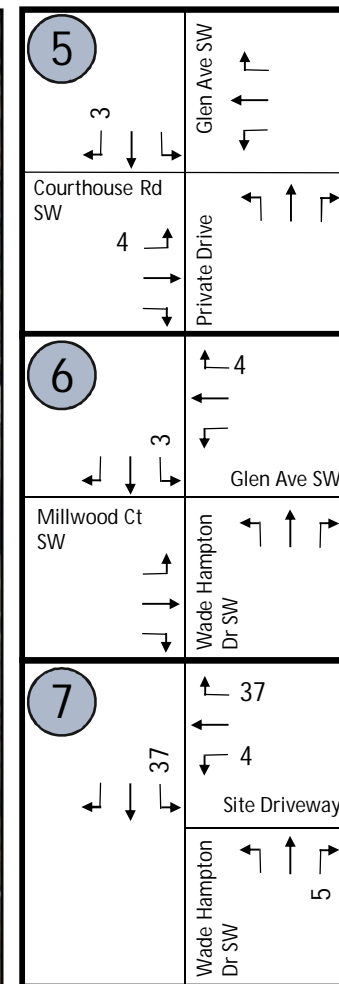 5
3
Glen Ave SW
Courthouse Rd
SW
4
Private Drive
6
3
4
Glen Ave SW
Millwood Ct
SW
Wade Hampton
Dr SW
7
37
37
4
Site Driveway
Wade Hampton
Dr SW
5